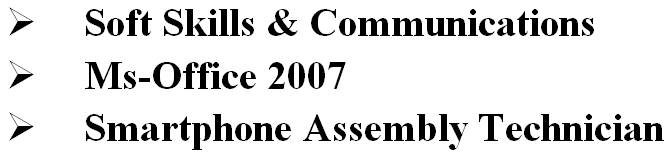 ➢ Soft Skills & Communications
➢ Ms-Office 2007
➢ Smartphone Assembly Technician